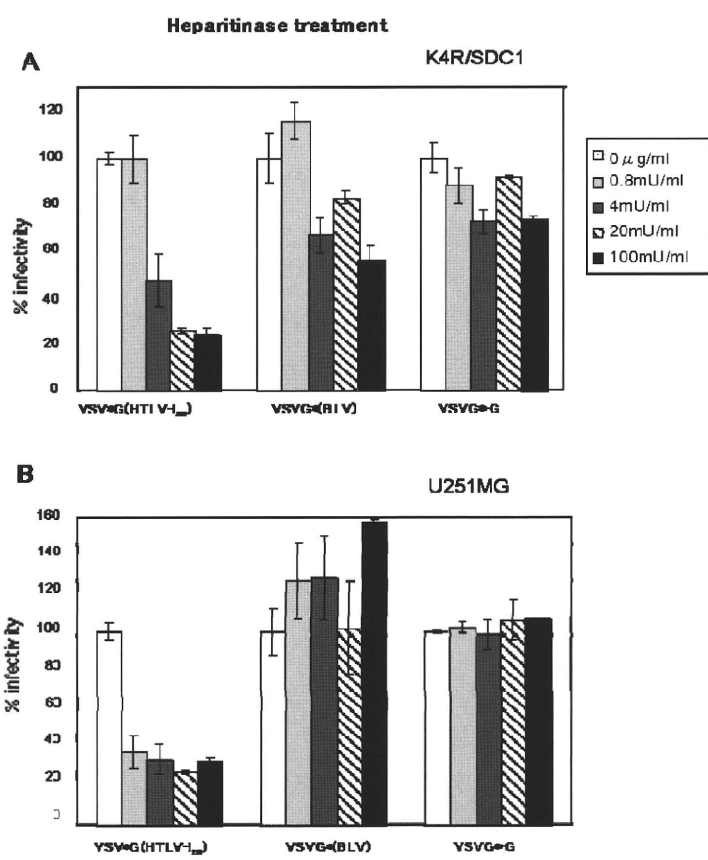 Heparitinase treatment
A
K4R/SDC1
120
100
80
60
40
20
0
% infectivity
0 μg/ml
0.8mU/ml
4mU/ml
20mU/ml
100mU/ml
VSVG*(BLV)
VSVG*-G
B
U251MG
160
140
120
100
80
60
40
20
0
% infectivity
VSVG*(BLV)
VSVG*-G